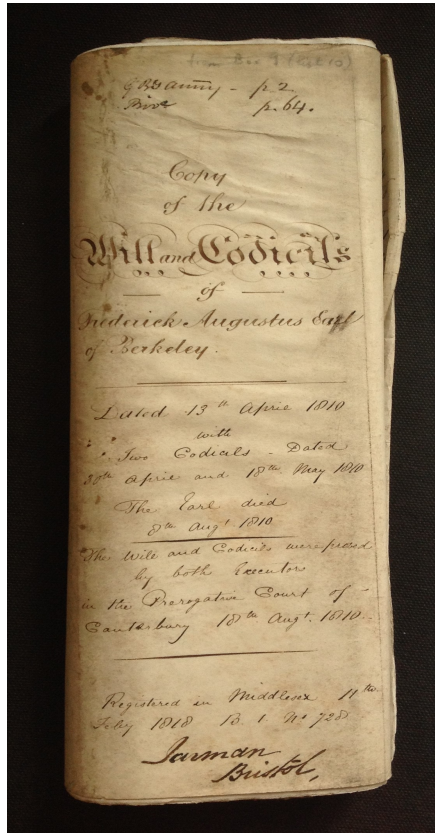 from Box 9
p. 2
p. 64.
Copy
of the
Will and Codicils
of
Frederick Augustus Earl
of Berkeley.
Dated 13th April 1810
with
" " Two Codicils - Dated
30th April and 18th May 1810
The Earl died
8th Augt 1810
The Will and Codicils were proved
by both Executors
in the Prerogative Court of
Canterbury 18th Augt. 1810
Registered in Middlesex 11th
Feby 1818 B. 1. No 728
Jarman
Bristol,